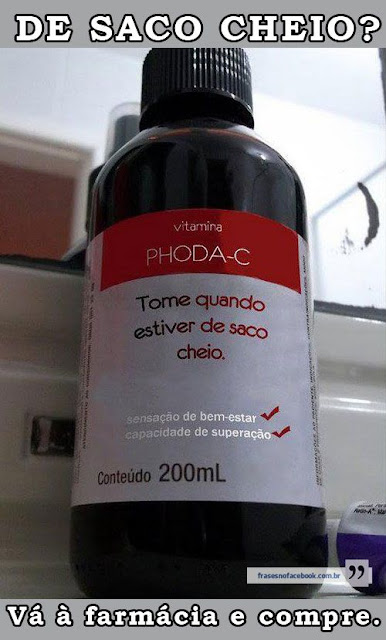 DE SACO CHEIO?
vitamina
PHODA-C
Tome quando
estiver de saco
cheio.
sensação de bem-estar ✓
capacidade de superação ✓
Conteúdo 200mL
frasesnofacebook.com.br ”
Vá à farmácia e compre.